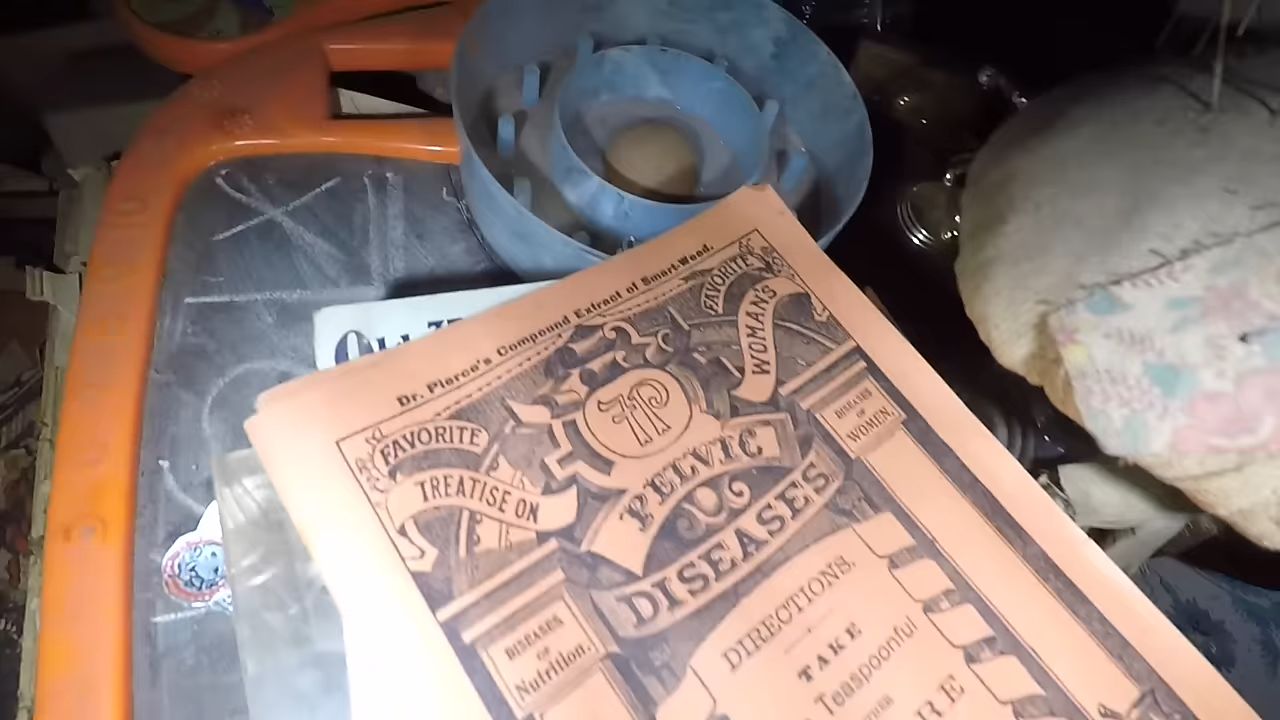 Dr. Pierce's Compound Extract of Smart-Weed.
FAVORITE
WOMAN'S
FAVORITE
TREATISE ON
PELVIC
DISEASES
DISEASES
OF
WOMEN.
DISEASES
OF
Nutrition.
DIRECTIONS.
TAKE
Teaspoonful